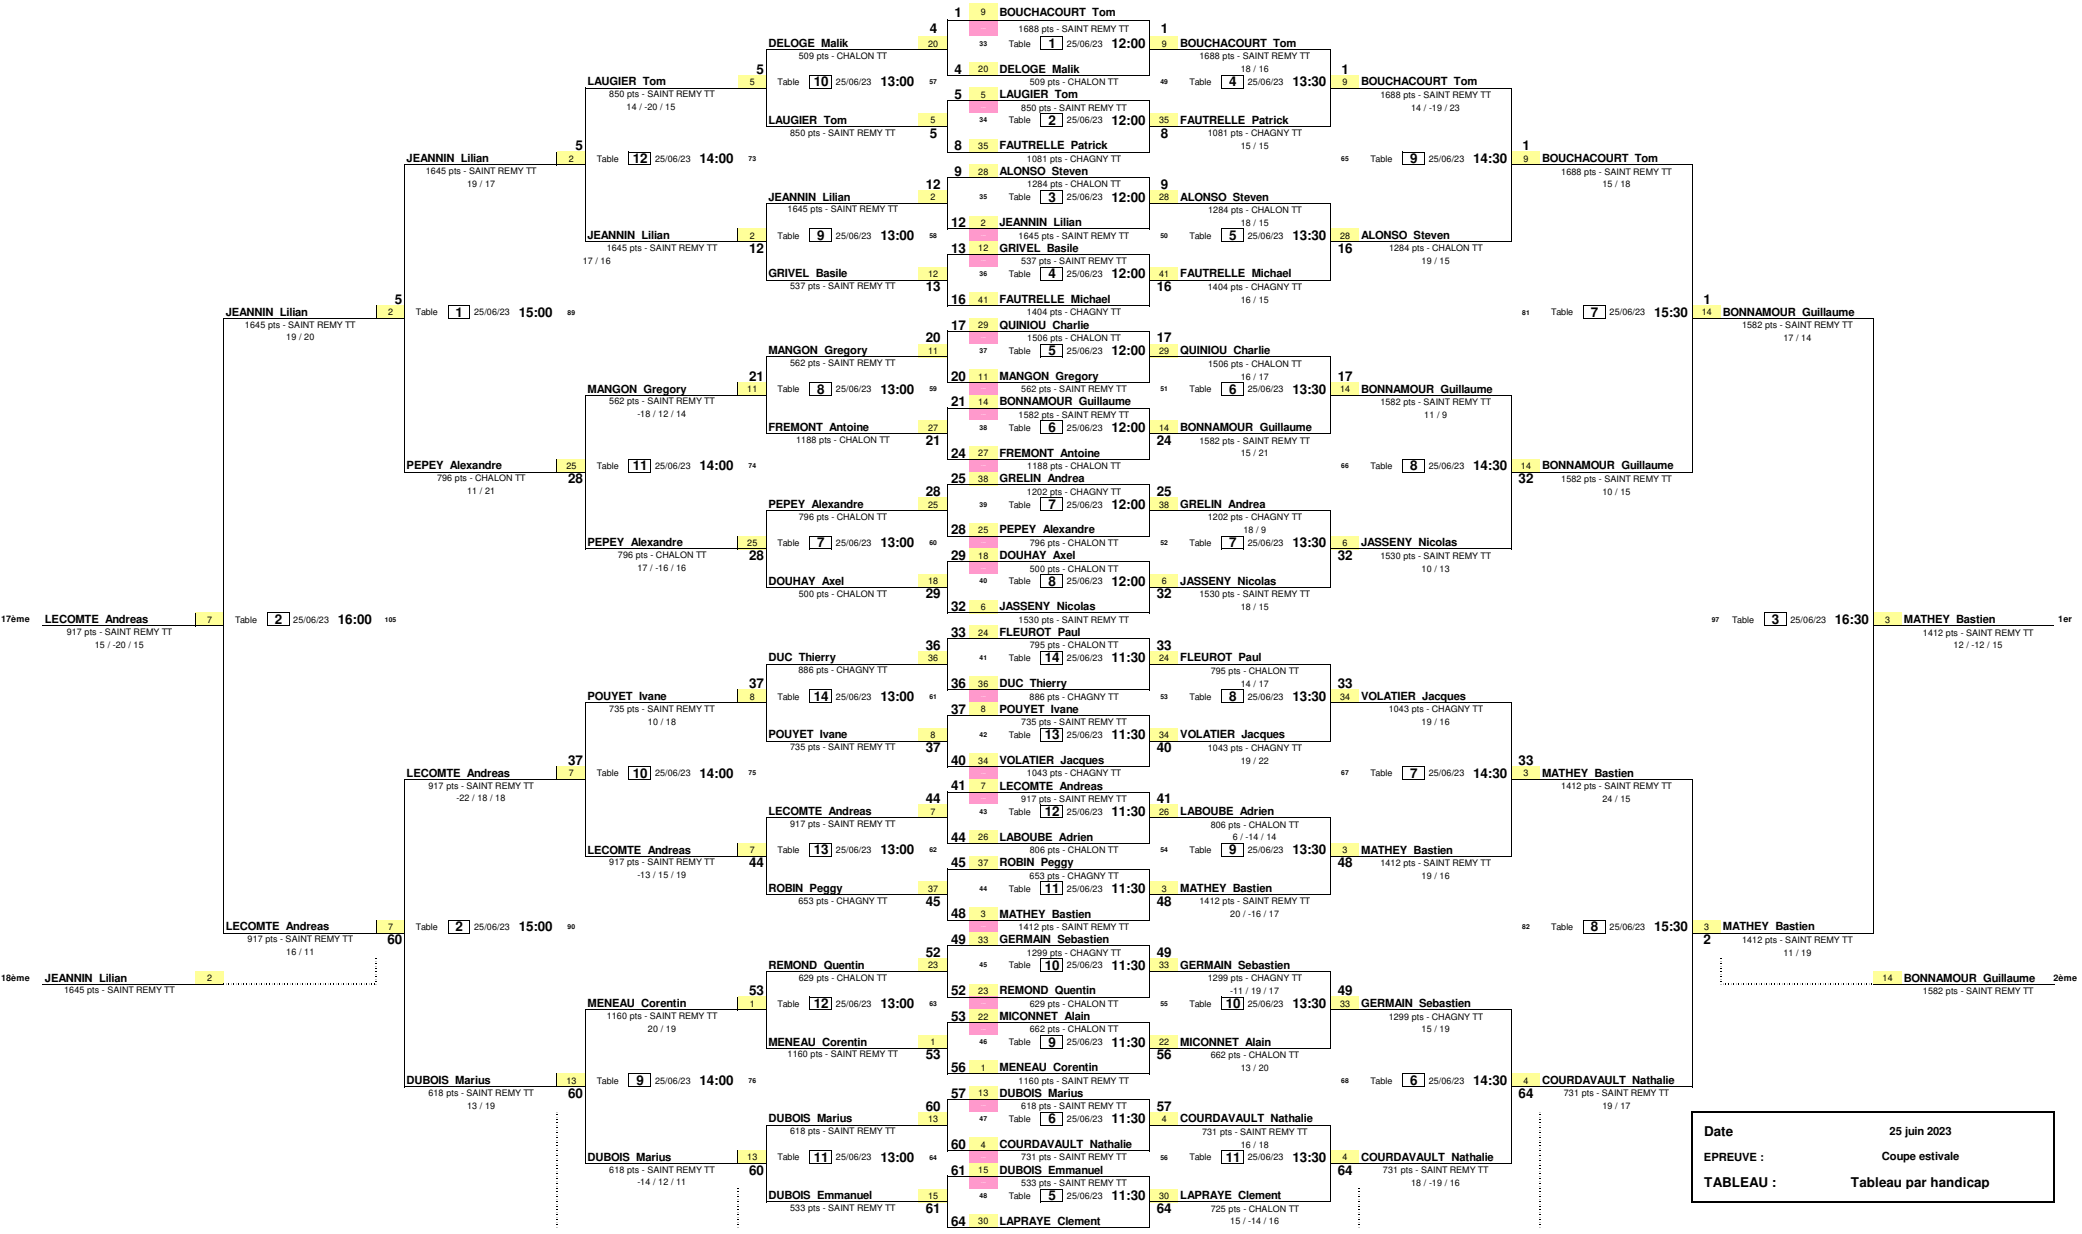 1 9 BOUCHACOURT Tom
1688 pts - SAINT REMY TT
33 Table 1 25/06/23 12:00
4 20 DELOGE Malik
509 pts - CHALON TT
5 5 LAUGIER Tom
850 pts - SAINT REMY TT
34 Table 2 25/06/23 12:00
8 35 FAUTRELLE Patrick
1081 pts - CHAGNY TT
9 28 ALONSO Steven
1284 pts - CHALON TT
35 Table 3 25/06/23 12:00
12 2 JEANNIN Lilian
1645 pts - SAINT REMY TT
13 12 GRIVEL Basile
537 pts - SAINT REMY TT
36 Table 4 25/06/23 12:00
16 41 FAUTRELLE Michael
1404 pts - CHAGNY TT
17 29 QUINIOU Charlie
1506 pts - CHALON TT
37 Table 5 25/06/23 12:00
20 11 MANGON Gregory
562 pts - SAINT REMY TT
21 14 BONNAMOUR Guillaume
1582 pts - SAINT REMY TT
38 Table 6 25/06/23 12:00
24 27 FREMONT Antoine
1188 pts - CHALON TT
25 38 GRELIN Andrea
1202 pts - CHAGNY TT
39 Table 7 25/06/23 12:00
28 25 PEPEY Alexandre
796 pts - CHALON TT
29 18 DOUHAY Axel
500 pts - CHALON TT
40 Table 8 25/06/23 12:00
32 6 JASSENY Nicolas
1530 pts - SAINT REMY TT
33 24 FLEUROT Paul
795 pts - CHALON TT
41 Table 14 25/06/23 11:30
36 36 DUC Thierry
886 pts - CHAGNY TT
37 8 POUYET Ivane
735 pts - SAINT REMY TT
42 Table 13 25/06/23 11:30
40 34 VOLATIER Jacques
1043 pts - CHAGNY TT
41 7 LECOMTE Andreas
917 pts - SAINT REMY TT
43 Table 12 25/06/23 11:30
44 26 LABOUBE Adrien
806 pts - CHALON TT
45 37 ROBIN Peggy
653 pts - CHAGNY TT
44 Table 11 25/06/23 11:30
48 3 MATHEY Bastien
1412 pts - SAINT REMY TT
49 33 GERMAIN Sebastien
1299 pts - CHAGNY TT
45 Table 10 25/06/23 11:30
52 23 REMOND Quentin
629 pts - CHALON TT
53 22 MICONNET Alain
662 pts - CHALON TT
46 Table 9 25/06/23 11:30
56 1 MENEAU Corentin
1160 pts - SAINT REMY TT
57 13 DUBOIS Marius
618 pts - SAINT REMY TT
47 Table 6 25/06/23 11:30
60 4 COURDAVAULT Nathalie
731 pts - SAINT REMY TT
61 15 DUBOIS Emmanuel
533 pts - SAINT REMY TT
48 Table 5 25/06/23 11:30
64 30 LAPRAYE Clement
4
DELOGE Malik 20
509 pts - CHALON TT
Table 10 25/06/23 13:00 57
LAUGIER Tom 5
850 pts - SAINT REMY TT 5
12
JEANNIN Lilian 2
1645 pts - SAINT REMY TT
Table 9 25/06/23 13:00 58
GRIVEL Basile 12
537 pts - SAINT REMY TT 13
20
MANGON Gregory 11
562 pts - SAINT REMY TT
Table 8 25/06/23 13:00 59
FREMONT Antoine 27
1188 pts - CHALON TT 21
28
PEPEY Alexandre 25
796 pts - CHALON TT
Table 7 25/06/23 13:00 60
DOUHAY Axel 18
500 pts - CHALON TT 29
36
DUC Thierry 36
886 pts - CHAGNY TT
Table 14 25/06/23 13:00 61
POUYET Ivane 8
735 pts - SAINT REMY TT 37
44
LECOMTE Andreas 7
917 pts - SAINT REMY TT
Table 13 25/06/23 13:00 62
ROBIN Peggy 37
653 pts - CHAGNY TT 45
52
REMOND Quentin 23
629 pts - CHALON TT
Table 12 25/06/23 13:00 63
MENEAU Corentin 1
1160 pts - SAINT REMY TT 53
60
DUBOIS Marius 13
618 pts - SAINT REMY TT
Table 11 25/06/23 13:00 64
DUBOIS Emmanuel 15
533 pts - SAINT REMY TT 61
5
LAUGIER Tom 5
850 pts - SAINT REMY TT
14 / -20 / 15
Table 12 25/06/23 14:00 73
JEANNIN Lilian 2
1645 pts - SAINT REMY TT 12
17 / 16
21
MANGON Gregory 11
562 pts - SAINT REMY TT
-18 / 12 / 14
Table 11 25/06/23 14:00 74
PEPEY Alexandre 25
796 pts - CHALON TT 28
17 / -16 / 16
37
POUYET Ivane 8
735 pts - SAINT REMY TT
10 / 18
Table 10 25/06/23 14:00 75
LECOMTE Andreas 7
917 pts - SAINT REMY TT 44
-13 / 15 / 19
53
MENEAU Corentin 1
1160 pts - SAINT REMY TT
20 / 19
Table 9 25/06/23 14:00 76
DUBOIS Marius 13
618 pts - SAINT REMY TT 60
-14 / 12 / 11
5
JEANNIN Lilian 2
1645 pts - SAINT REMY TT
19 / 17
Table 1 25/06/23 15:00 89
PEPEY Alexandre 25
796 pts - CHALON TT 28
11 / 21
37
LECOMTE Andreas 7
917 pts - SAINT REMY TT
-22 / 18 / 18
Table 2 25/06/23 15:00 90
DUBOIS Marius 13
618 pts - SAINT REMY TT 60
13 / 19
5
JEANNIN Lilian 2
1645 pts - SAINT REMY TT
19 / 20
Table 2 25/06/23 16:00 105
LECOMTE Andreas 7
917 pts - SAINT REMY TT 60
16 / 11
17ème LECOMTE Andreas 7
917 pts - SAINT REMY TT
15 / -20 / 15
18ème JEANNIN Lilian 2
1645 pts - SAINT REMY TT
1
9 BOUCHACOURT Tom
1688 pts - SAINT REMY TT
18 / 16
49 Table 4 25/06/23 13:30
35 FAUTRELLE Patrick
8 1081 pts - CHAGNY TT
15 / 15
9
28 ALONSO Steven
1284 pts - CHALON TT
18 / 15
50 Table 5 25/06/23 13:30
41 FAUTRELLE Michael
16 1404 pts - CHAGNY TT
16 / 15
17
29 QUINIOU Charlie
1506 pts - CHALON TT
16 / 17
51 Table 6 25/06/23 13:30
14 BONNAMOUR Guillaume
24 1582 pts - SAINT REMY TT
15 / 21
25
38 GRELIN Andrea
1202 pts - CHAGNY TT
18 / 9
52 Table 7 25/06/23 13:30
6 JASSENY Nicolas
32 1530 pts - SAINT REMY TT
18 / 15
33
24 FLEUROT Paul
795 pts - CHALON TT
14 / 17
53 Table 8 25/06/23 13:30
34 VOLATIER Jacques
40 1043 pts - CHAGNY TT
19 / 22
41
26 LABOUBE Adrien
806 pts - CHALON TT
6 / -14 / 14
54 Table 9 25/06/23 13:30
3 MATHEY Bastien
48 1412 pts - SAINT REMY TT
20 / -16 / 17
49
33 GERMAIN Sebastien
1299 pts - CHAGNY TT
-11 / 19 / 17
55 Table 10 25/06/23 13:30
22 MICONNET Alain
56 662 pts - CHALON TT
13 / 20
57
4 COURDAVAULT Nathalie
731 pts - SAINT REMY TT
16 / 18
56 Table 11 25/06/23 13:30
30 LAPRAYE Clement
64 725 pts - CHALON TT
15 / -14 / 16
1
9 BOUCHACOURT Tom
1688 pts - SAINT REMY TT
14 / -19 / 23
65 Table 9 25/06/23 14:30
28 ALONSO Steven
16 1284 pts - CHALON TT
19 / 15
17
14 BONNAMOUR Guillaume
1582 pts - SAINT REMY TT
11 / 9
66 Table 8 25/06/23 14:30
6 JASSENY Nicolas
32 1530 pts - SAINT REMY TT
10 / 13
33
34 VOLATIER Jacques
1043 pts - CHAGNY TT
19 / 16
67 Table 7 25/06/23 14:30
3 MATHEY Bastien
48 1412 pts - SAINT REMY TT
19 / 16
49
33 GERMAIN Sebastien
1299 pts - CHAGNY TT
15 / 19
68 Table 6 25/06/23 14:30
4 COURDAVAULT Nathalie
64 731 pts - SAINT REMY TT
18 / -19 / 16
1
9 BOUCHACOURT Tom
1688 pts - SAINT REMY TT
15 / 18
81 Table 7 25/06/23 15:30
14 BONNAMOUR Guillaume
32 1582 pts - SAINT REMY TT
10 / 15
33
3 MATHEY Bastien
1412 pts - SAINT REMY TT
24 / 15
82 Table 8 25/06/23 15:30
4 COURDAVAULT Nathalie
64 731 pts - SAINT REMY TT
19 / 17
1
14 BONNAMOUR Guillaume
1582 pts - SAINT REMY TT
17 / 14
97 Table 3 25/06/23 16:30
3 MATHEY Bastien
2 1412 pts - SAINT REMY TT
11 / 19
3 MATHEY Bastien 1er
1412 pts - SAINT REMY TT
12 / -12 / 15
14 BONNAMOUR Guillaume 2ème
1582 pts - SAINT REMY TT
Date 25 juin 2023
EPREUVE : Coupe estivale
TABLEAU : Tableau par handicap